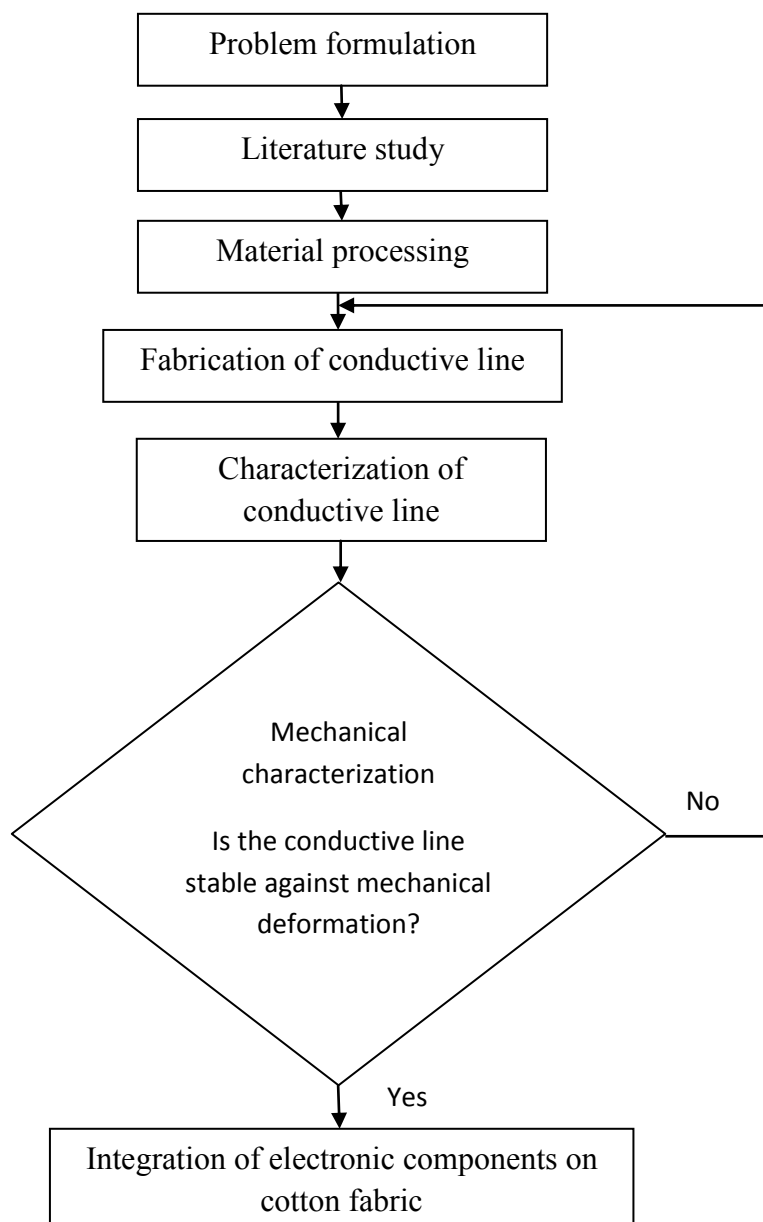 Problem formulation
Literature study
Material processing
Fabrication of conductive line
Characterization of
conductive line
Mechanical
characterization
Is the conductive line
stable against mechanical
deformation?
No
Yes
Integration of electronic components on
cotton fabric